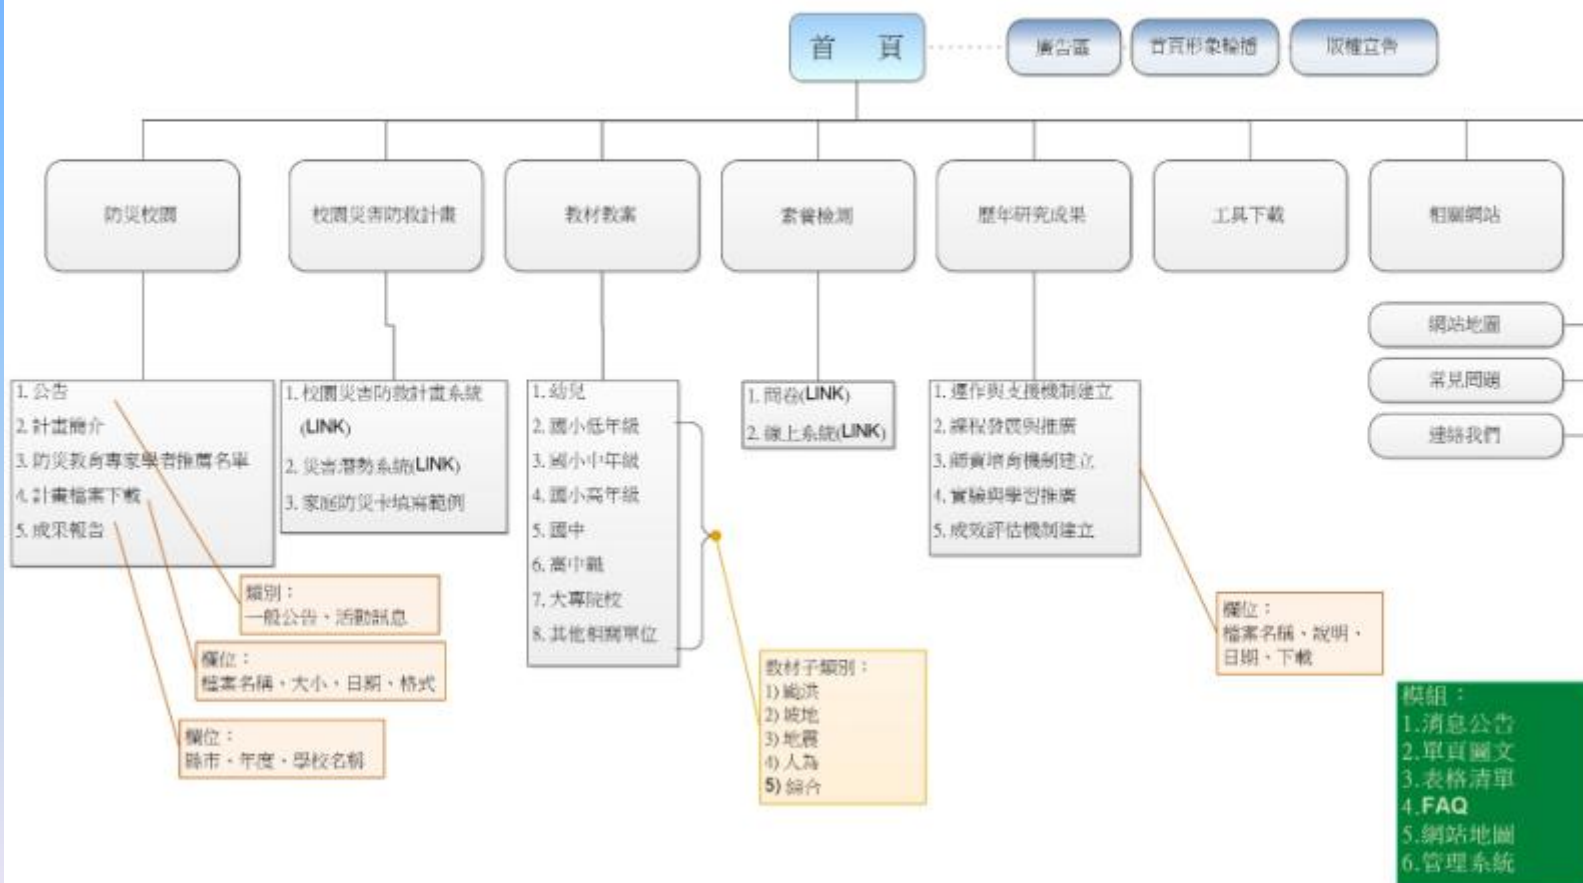 首 頁
廣告區
首頁形象輪播
版權宣告
防災校園
校園災害防救計畫
教材教案
素養檢測
歷年研究成果
工具下載
相關網站
網站地圖
常見問題
連絡我們
1. 公告
2. 計畫簡介
3. 防災教育專家學者推薦名單
4. 計畫檔案下載
5. 成果報告
1. 校園災害防救計畫系統
(LINK)
2. 災害潛勢系統(LINK)
3. 家庭防災卡填寫範例
1. 幼兒
2. 國小低年級
3. 國小中年級
4. 國小高年級
5. 國中
6. 高中職
7. 大專院校
8. 其他相關單位
1. 問卷(LINK)
2. 線上系統(LINK)
1. 運作與支援機制建立
2. 課程發展與推廣
3. 師資培育機制建立
4. 實驗與學習推廣
5. 成效評估機制建立
類別：
一般公告、活動訊息
欄位：
檔案名稱、大小、日期、格式
欄位：
縣市、年度、學校名稱
教材子類別：
1) 颱洪
2) 坡地
3) 地震
4) 人為
5) 綜合
欄位：
檔案名稱、說明、
日期、下載
模組：
1.消息公告
2.單頁圖文
3.表格清單
4.FAQ
5.網站地圖
6.管理系統